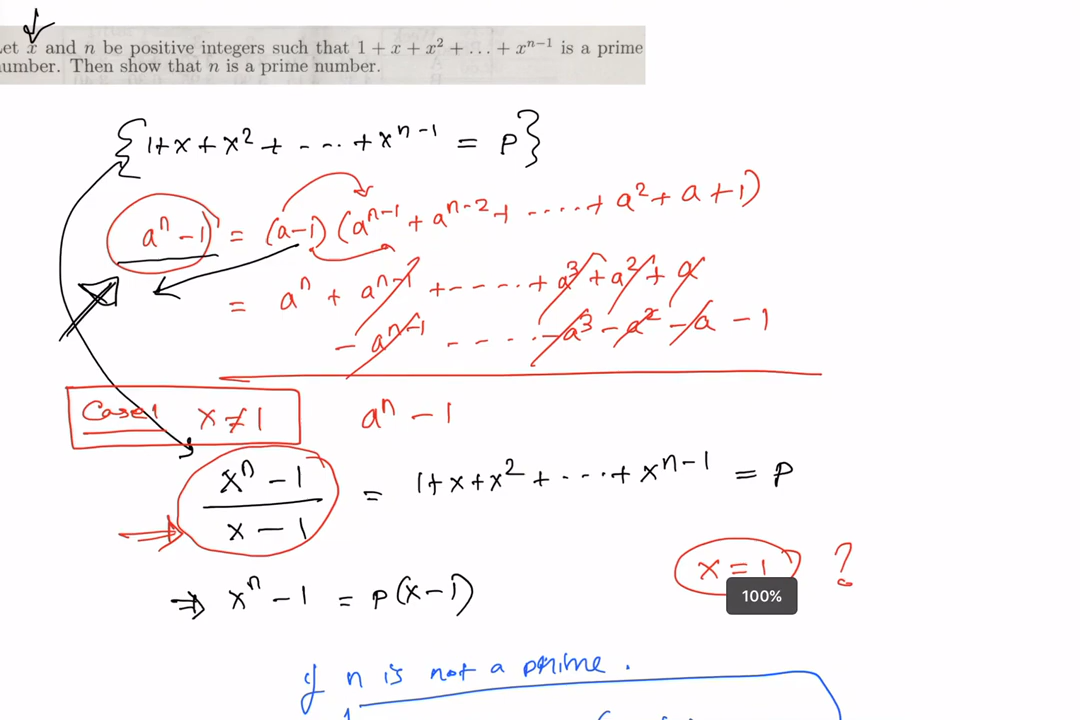 et x and n be positive integers such that 1 + x + x² + … + xⁿ⁻¹ is a prime
umber. Then show that n is a prime number.
{1+x+x²+ - - .. +xⁿ⁻¹ = p}
aⁿ - 1) = (a-1) (aⁿ⁻¹ + aⁿ⁻² + ..... + a² + a + 1)
= aⁿ + aⁿ⁻¹ + - - - .. + a³ + a² + a
- aⁿ⁻¹ - - - .. - a³ - a² - a - 1
Case 1 x ≠ 1 aⁿ - 1
xⁿ - 1 / x - 1 = 1+x+x²+ - - .. + xⁿ⁻¹ = p
x = 1 ?
100%
⇒ xⁿ - 1 = p(x-1)
if n is not a prime.